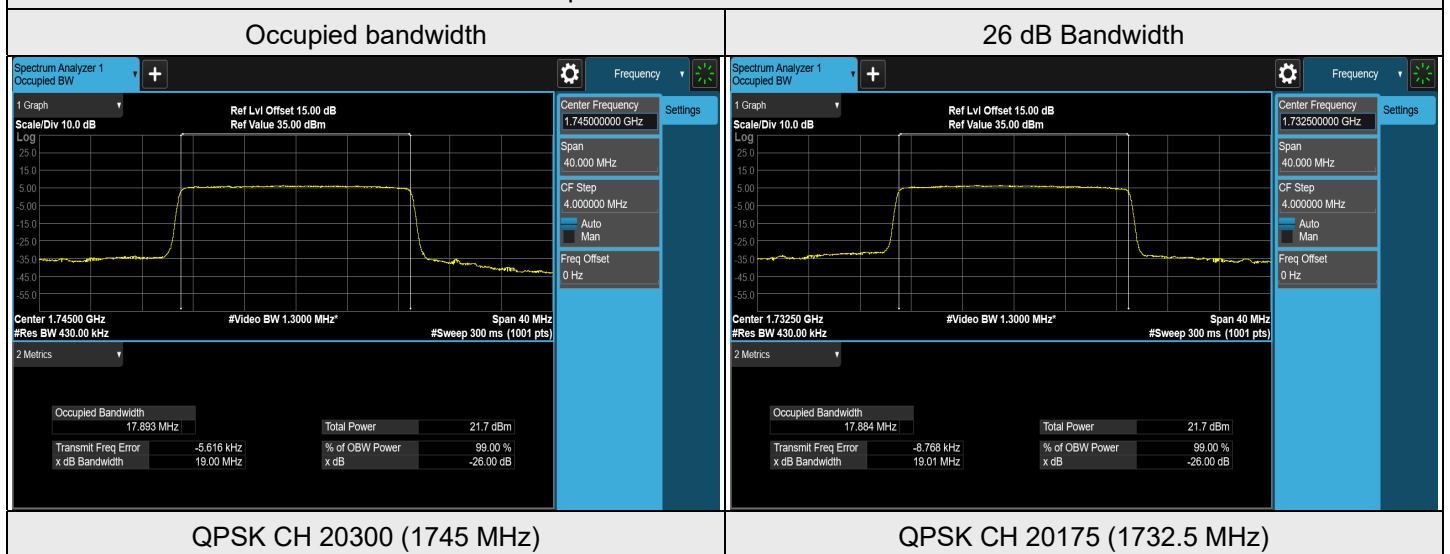 Occupied bandwidth
26 dB Bandwidth
Spectrum Analyzer 1
Occupied BW
+
Frequency
1 Graph
Scale/Div 10.0 dB
Ref Lvl Offset 15.00 dB
Ref Value 35.00 dBm
Log
25.0
15.0
5.00
-5.00
-15.0
-25.0
-35.0
-45.0
-55.0
Center 1.74500 GHz
#Video BW 1.3000 MHz*
Span 40 MHz
#Res BW 430.00 kHz
#Sweep 300 ms (1001 pts)
Center Frequency
1.745000000 GHz
Settings
Span
40.000 MHz
CF Step
4.000000 MHz
Auto
Man
Freq Offset
0 Hz
2 Metrics
Occupied Bandwidth
17.893 MHz
Total Power 21.7 dBm
Transmit Freq Error -5.616 kHz
% of OBW Power 99.00 %
x dB Bandwidth 19.00 MHz
x dB -26.00 dB
Spectrum Analyzer 1
Occupied BW
+
Frequency
1 Graph
Scale/Div 10.0 dB
Ref Lvl Offset 15.00 dB
Ref Value 35.00 dBm
Log
25.0
15.0
5.00
-5.00
-15.0
-25.0
-35.0
-45.0
-55.0
Center 1.73250 GHz
#Video BW 1.3000 MHz*
Span 40 MHz
#Res BW 430.00 kHz
#Sweep 300 ms (1001 pts)
Center Frequency
1.732500000 GHz
Settings
Span
40.000 MHz
CF Step
4.000000 MHz
Auto
Man
Freq Offset
0 Hz
2 Metrics
Occupied Bandwidth
17.884 MHz
Total Power 21.7 dBm
Transmit Freq Error -8.768 kHz
% of OBW Power 99.00 %
x dB Bandwidth 19.01 MHz
x dB -26.00 dB
QPSK CH 20300 (1745 MHz)
QPSK CH 20175 (1732.5 MHz)